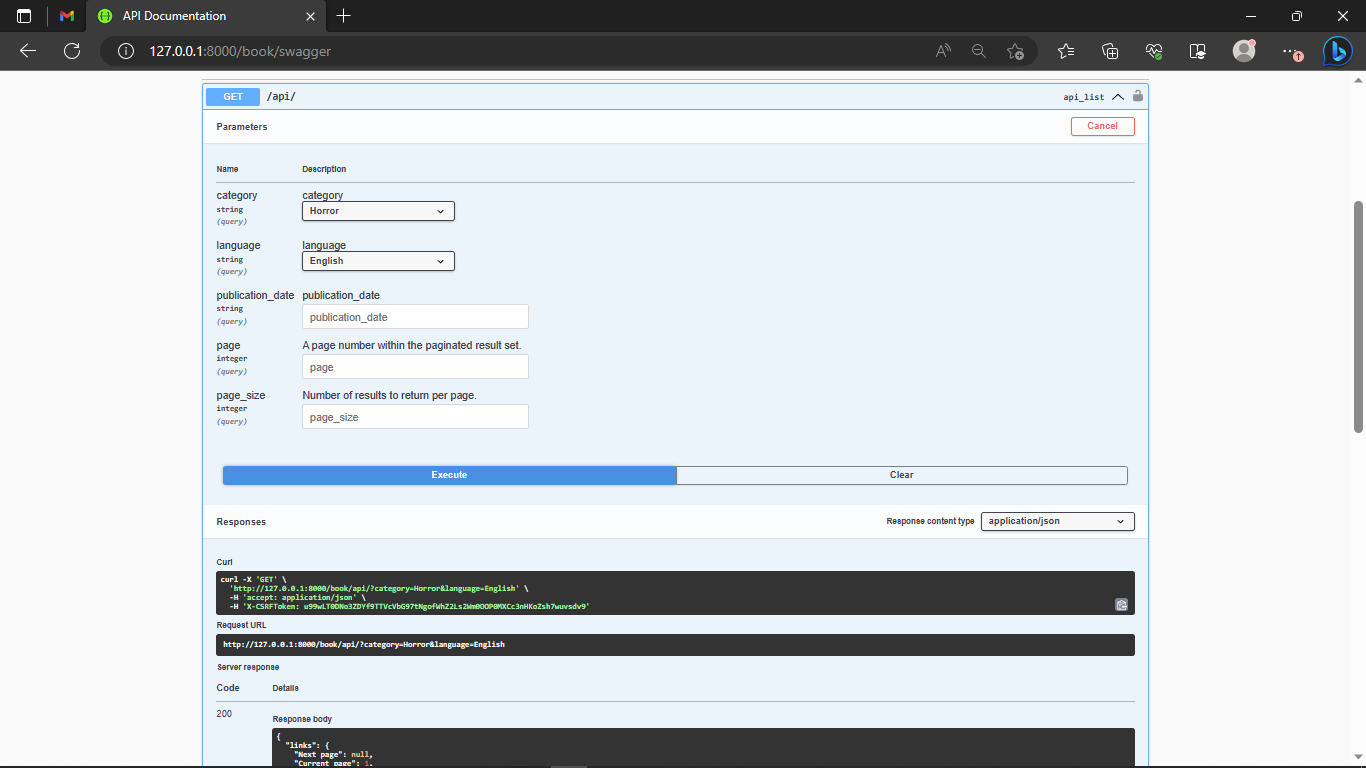 API Documentation
127.0.0.1:8000/book/swagger
GET /api/ api_list
Parameters Cancel
Name Description
category category
string Horror
(query)
language language
string English
(query)
publication_date publication_date
string publication_date
(query)
page A page number within the paginated result set.
integer page
(query)
page_size Number of results to return per page.
integer page_size
(query)
Execute Clear
Responses Response content type application/json
Curl
curl -X 'GET' \
'http://127.0.0.1:8000/book/api/?category=Horror&language=English' \
-H 'accept: application/json' \
Request URL
http://127.0.0.1:8000/book/api/?category=Horror&language=English
Server response
Code Details
200
Response body
{
"links": {
"Next page": null,
"Current page": 1,